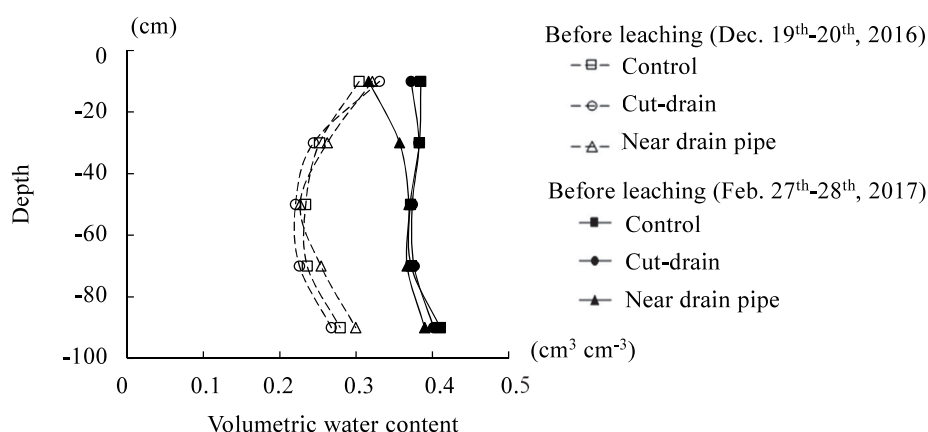 (cm)
0
-20
-40
-60
-80
-100
Depth
0
0.1
0.2
0.3
0.4
0.5
(cm³ cm⁻³)
Volumetric water content
Before leaching (Dec. 19th-20th, 2016)
Control
Cut-drain
Near drain pipe
Before leaching (Feb. 27th-28th, 2017)
Control
Cut-drain
Near drain pipe